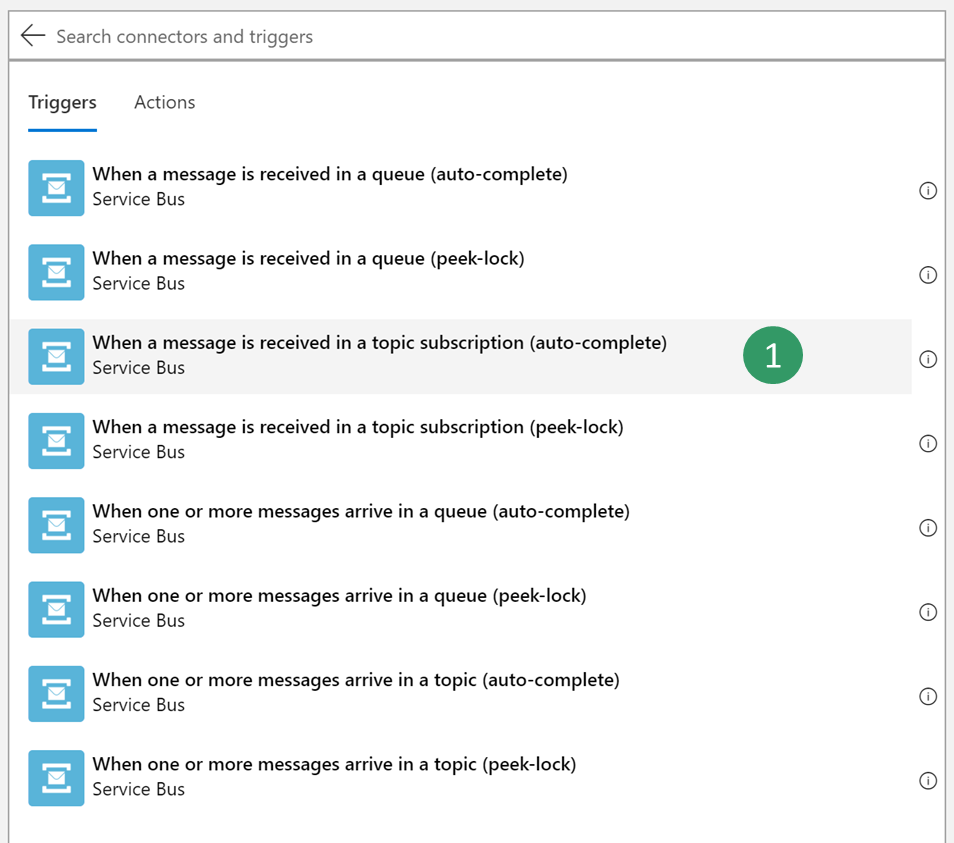 Search connectors and triggers
Triggers Actions
When a message is received in a queue (auto-complete)
Service Bus
When a message is received in a queue (peek-lock)
Service Bus
When a message is received in a topic subscription (auto-complete)
Service Bus
1
When a message is received in a topic subscription (peek-lock)
Service Bus
When one or more messages arrive in a queue (auto-complete)
Service Bus
When one or more messages arrive in a queue (peek-lock)
Service Bus
When one or more messages arrive in a topic (auto-complete)
Service Bus
When one or more messages arrive in a topic (peek-lock)
Service Bus